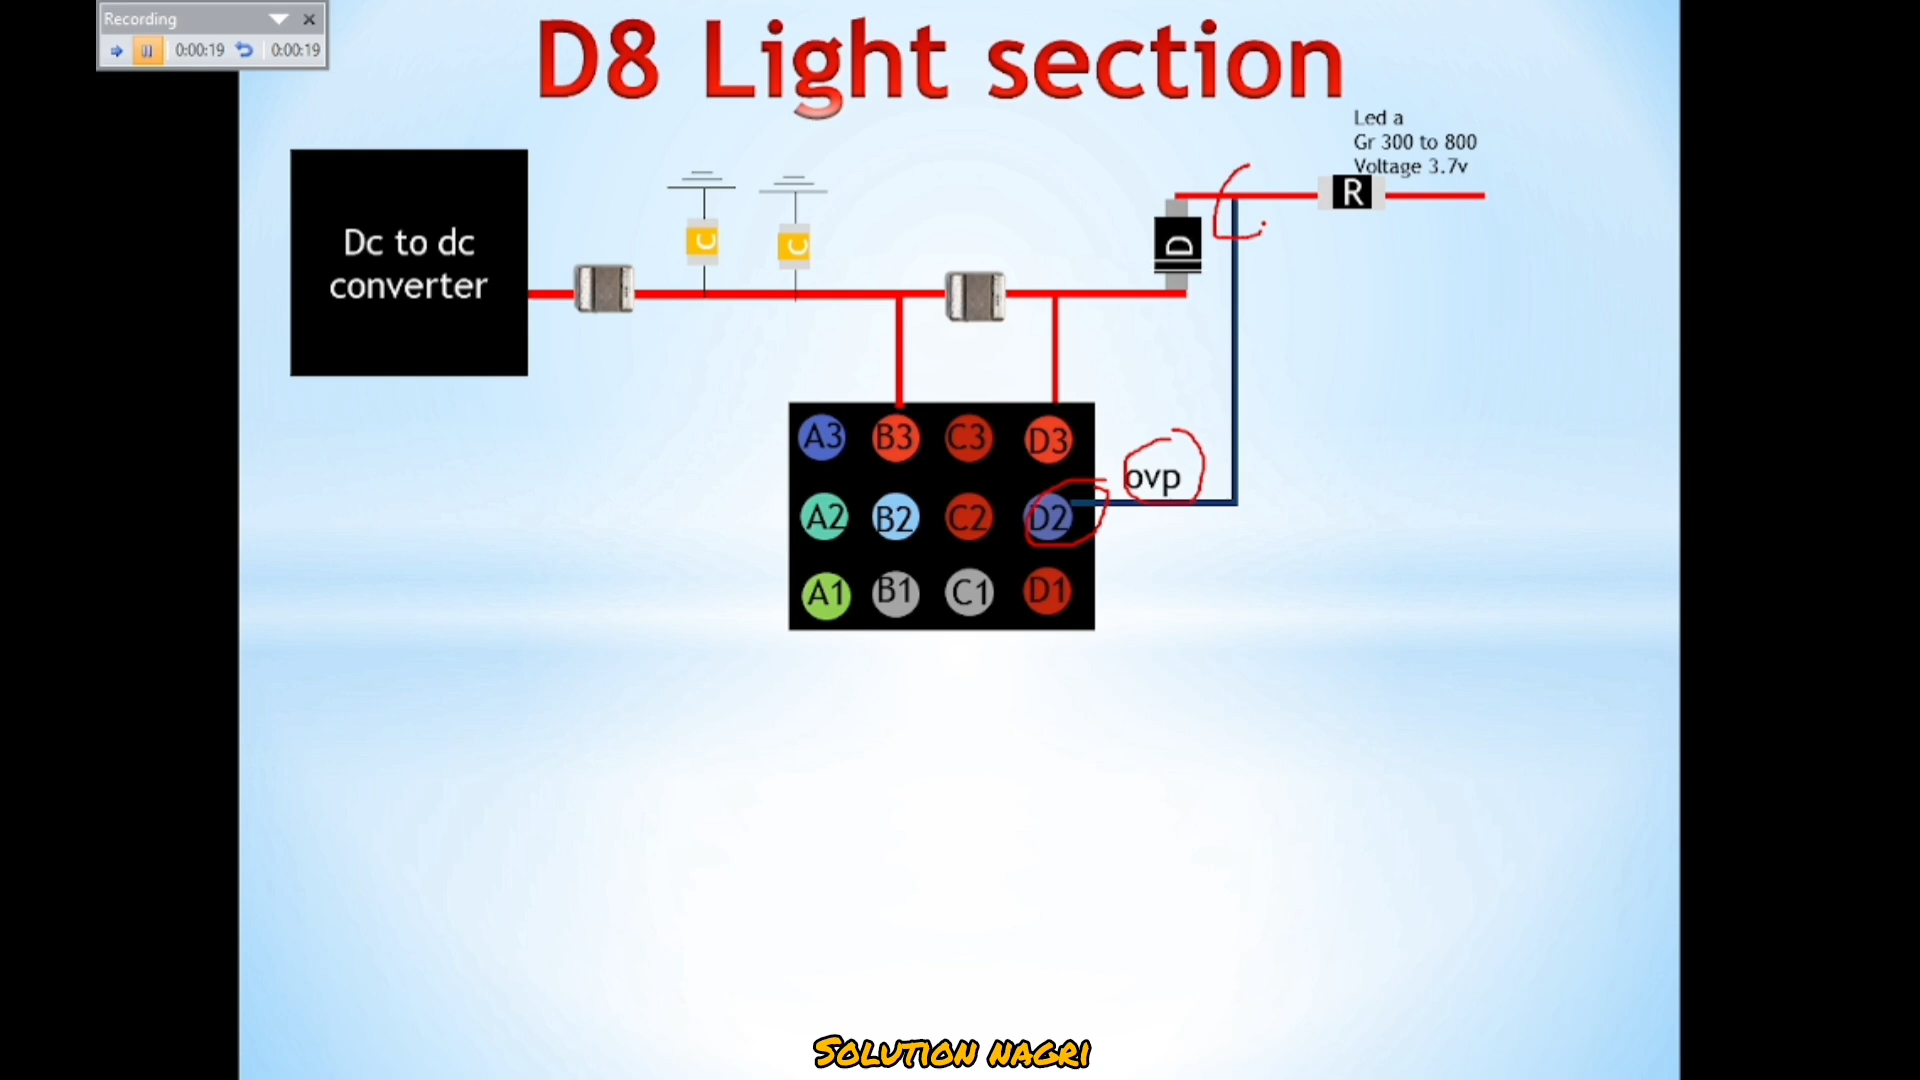 Recording
0:00:19 0:00:19
D8 Light section
Led a
Gr 300 to 800
Voltage 3.7v
R
Dc to dc
converter
C C
D
A3 B3 C3 D3
ovp
A2 B2 C2 D2
A1 B1 C1 D1
SOLUTION NAGRI